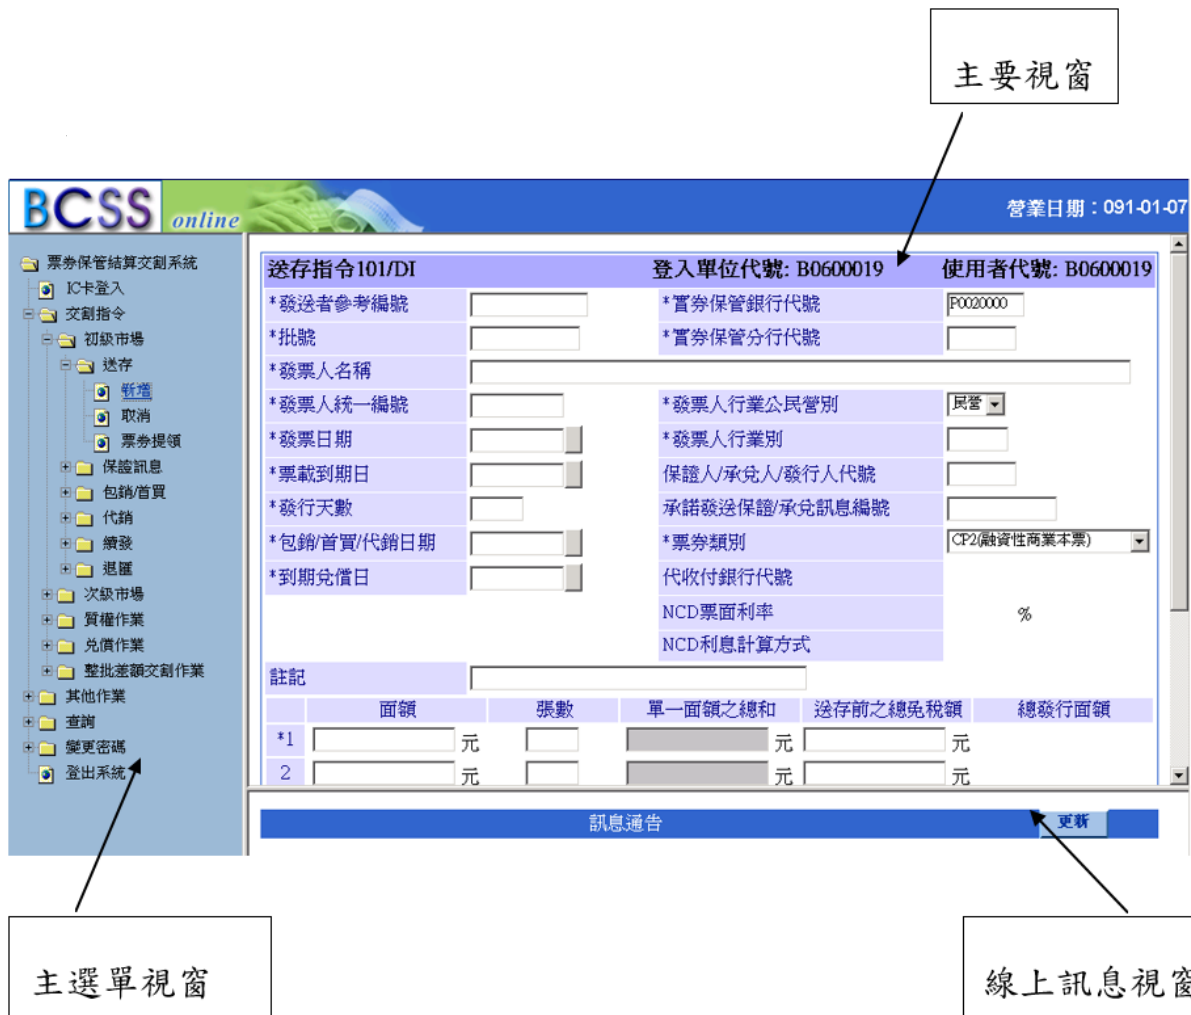 主要視窗
BCSS online
營業日期：091-01-07
票券保管結算交割系統
IC卡登入
交割指令
初級市場
送存
新增
取消
票券提領
保證訊息
包銷/首買
代銷
續發
退匯
次級市場
質權作業
兌償作業
整批差額交割作業
其他作業
查詢
變更密碼
登出系統
送存指令101/DI 登入單位代號: B0600019 使用者代號: B0600019
*發送者參考編號 *實券保管銀行代號 P0020000
*批號 *實券保管分行代號
*發票人名稱
*發票人統一編號 *發票人行業公民營別 民營
*發票日期 *發票人行業別
*票載到期日 保證人/承兌人/發行人代號
*發行天數 承諾發送保證/承兌訊息編號
*包銷/首買/代銷日期 *票券類別 CP2(融資性商業本票)
*到期兌償日 代收付銀行代號
NCD票面利率 %
NCD利息計算方式
註記
面額 張數 單一面額之總和 送存前之總免稅額 總發行面額
*1 元 元 元
2 元 元 元
訊息通告 更新
主選單視窗
線上訊息視窗